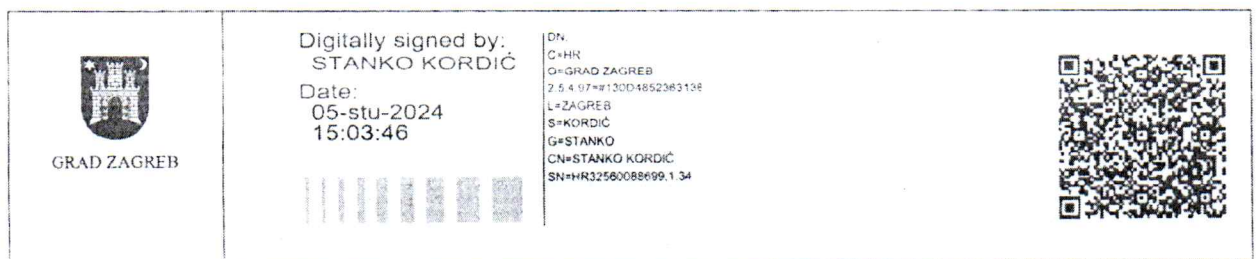 GRAD ZAGREB
Digitally signed by:
STANKO KORDIĆ
Date:
05-stu-2024
15:03:46
DN:
C=HR
O=GRAD ZAGREB
2.5.4.97=#130D4852363138
L=ZAGREB
S=KORDIĆ
G=STANKO
CN=STANKO KORDIĆ
SN=HR32560088699.1.34